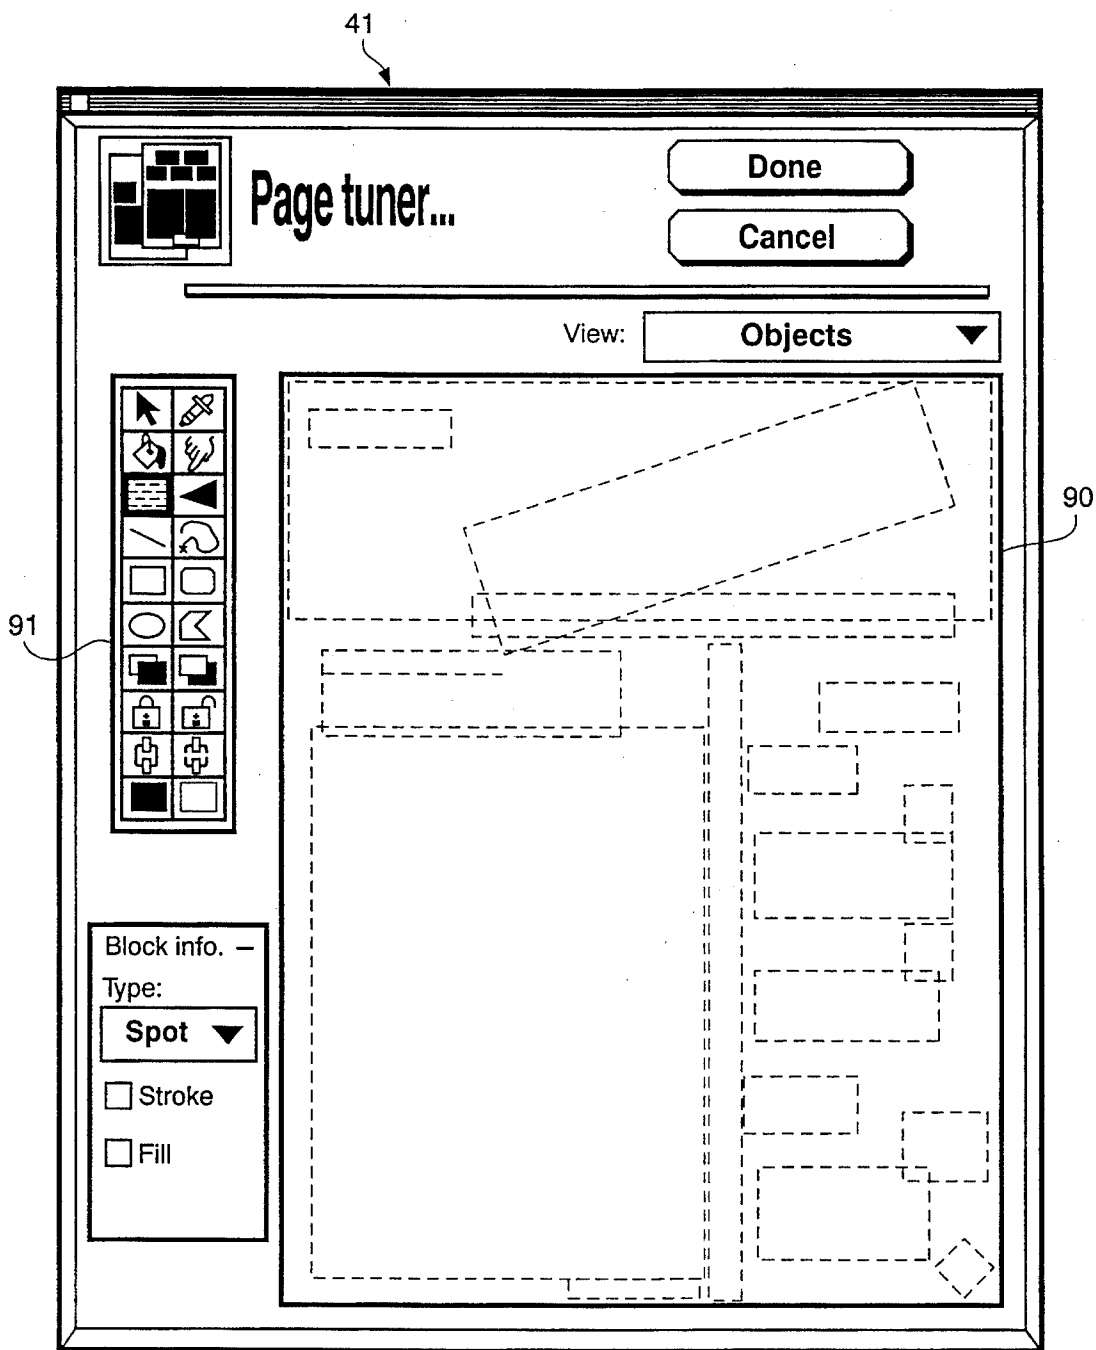 41
Page tuner...
Done
Cancel
View: Objects
90
91
Block info. –
Type:
Spot
Stroke
Fill